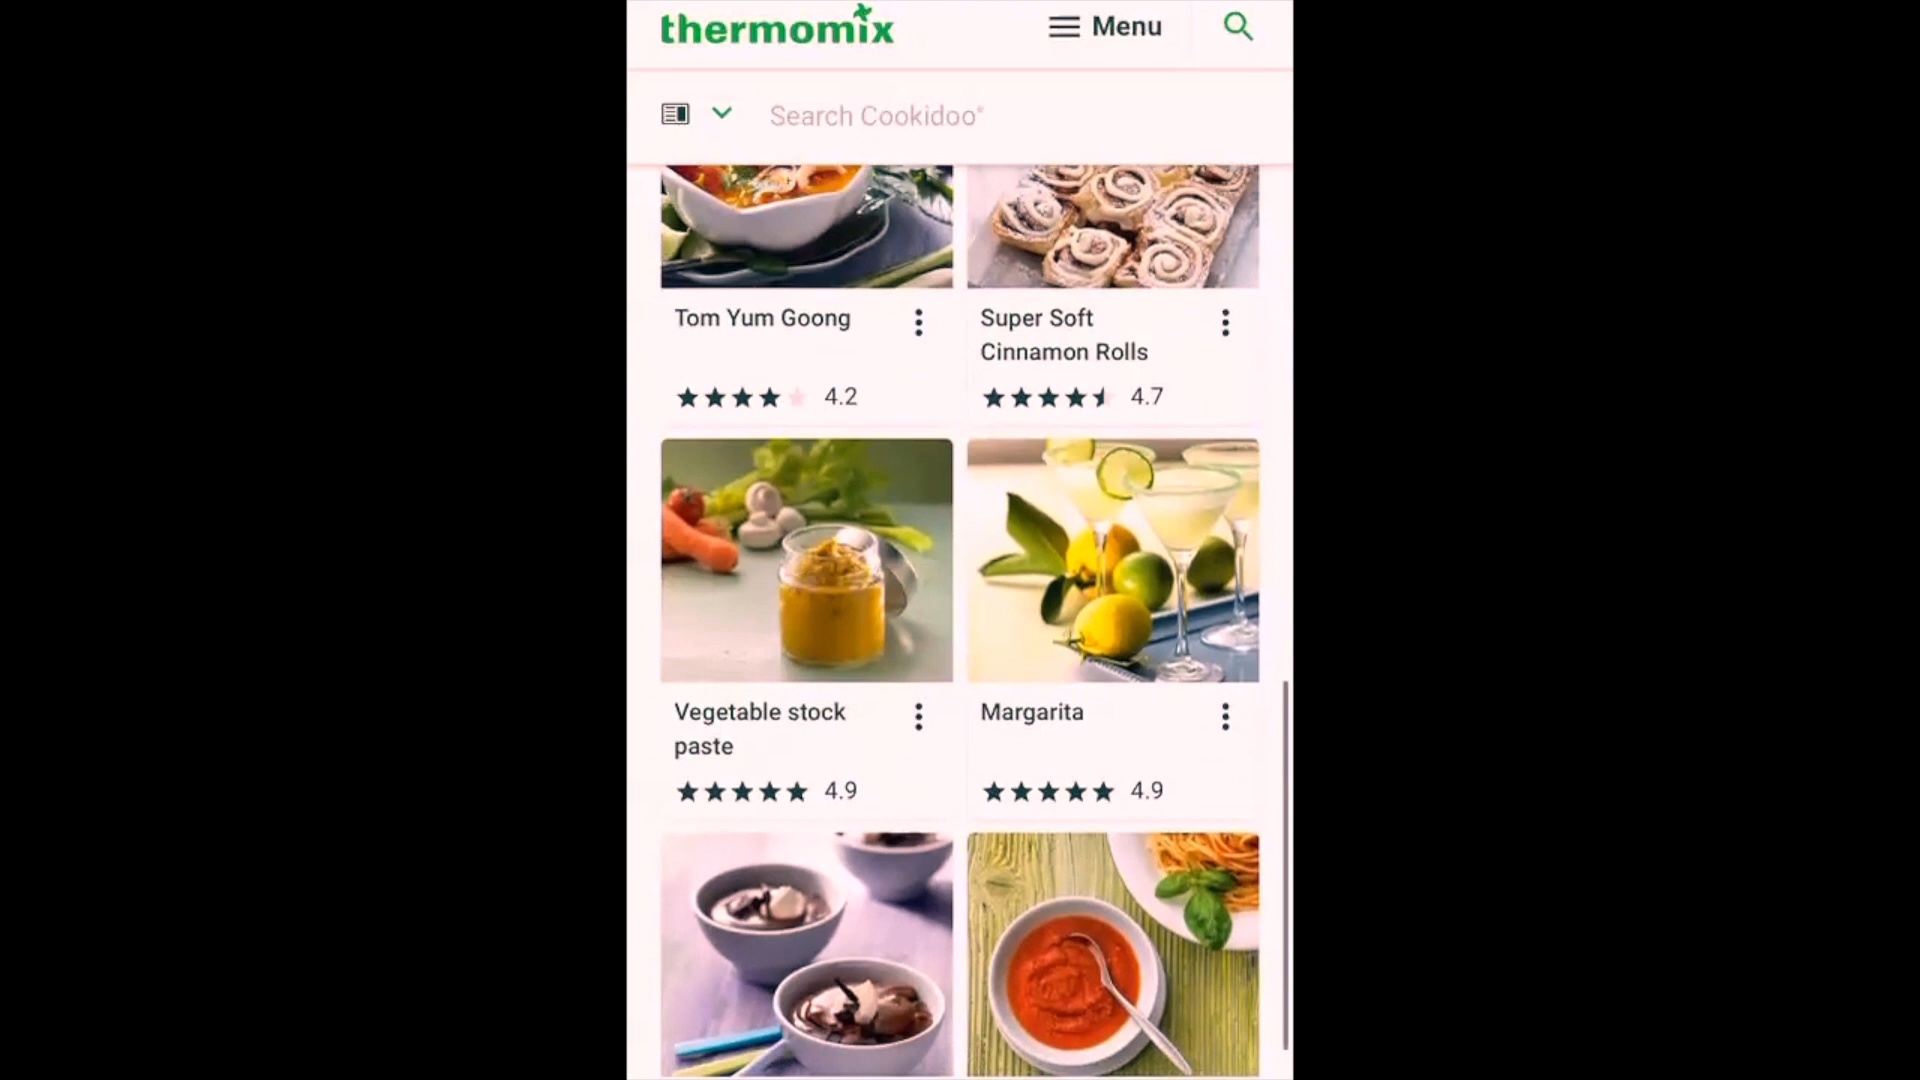 thermomix
Menu
Search Cookidoo®
Tom Yum Goong
Super Soft
Cinnamon Rolls
4.2
4.7
Vegetable stock
paste
Margarita
4.9
4.9